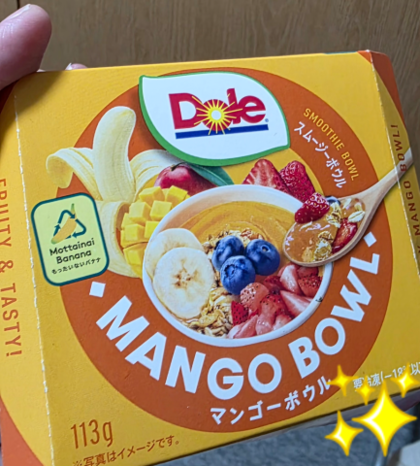 Dole
SMOOTHIE BOWL
スムージーボウル
Mottainai
Banana
もったいないバナナ
FRUITY & TASTY!
MANGO BOWL
マンゴーボウル
113g
※写真はイメージです。
MANGO BOWL